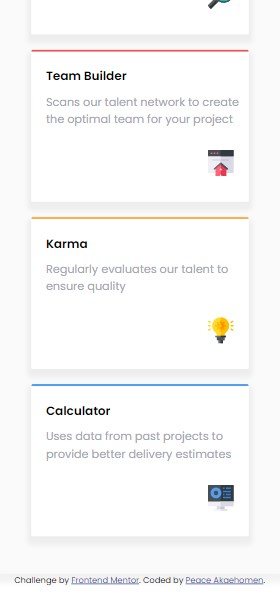 Team Builder
Scans our talent network to create
the optimal team for your project
Karma
Regularly evaluates our talent to
ensure quality
Calculator
Uses data from past projects to
provide better delivery estimates
Challenge by Frontend Mentor. Coded by Peace Akaehomen.